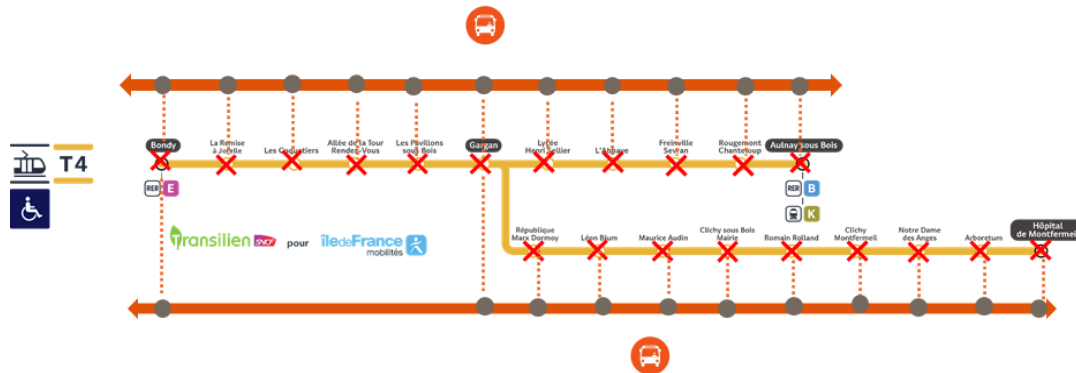 Bondy
La Remise
à Jorelle
Les Coquetiers
Allée de la Tour
Rendez-Vous
Les Pavillons
sous Bois
Gargan
Lycée
Henri Sellier
L'Abbaye
Freinville
Sevran
Rougemont
Chanteloup
Aulnay sous Bois
T4
RER E
RER B
K
Transilien SNCF pour îledeFrance
mobilités
République
Marx Dormoy
Léon Blum
Maurice Audin
Clichy sous Bois
Mairie
Romain Rolland
Clichy
Montfermeil
Notre Dame
des Anges
Arboretum
Hôpital
de Montfermeil